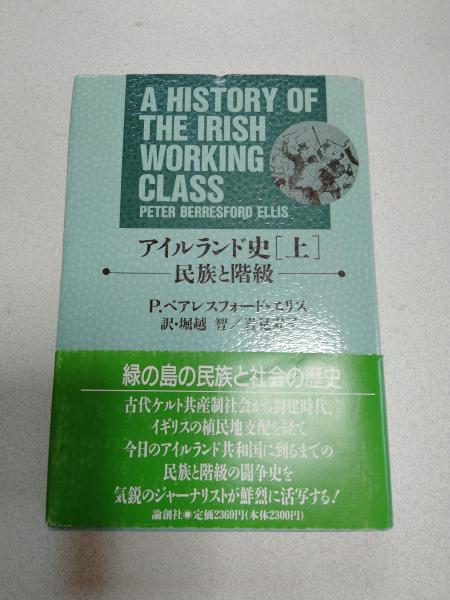 A HISTORY OF
THE IRISH
WORKING
CLASS
PETER BERRESFORD ELLIS
アイルランド史[上]
民族と階級
P.ベアレスフォード・エリス
訳・堀越 智/岩見寿子
緑の島の民族と社会の歴史
古代ケルト共産制社会から封建時代、
イギリスの植民地支配を経て
今日のアイルランド共和国に到るまでの
民族と階級の闘争史を
気鋭のジャーナリストが鮮烈に活写する!
論創社◉定価2369円(本体2300円)